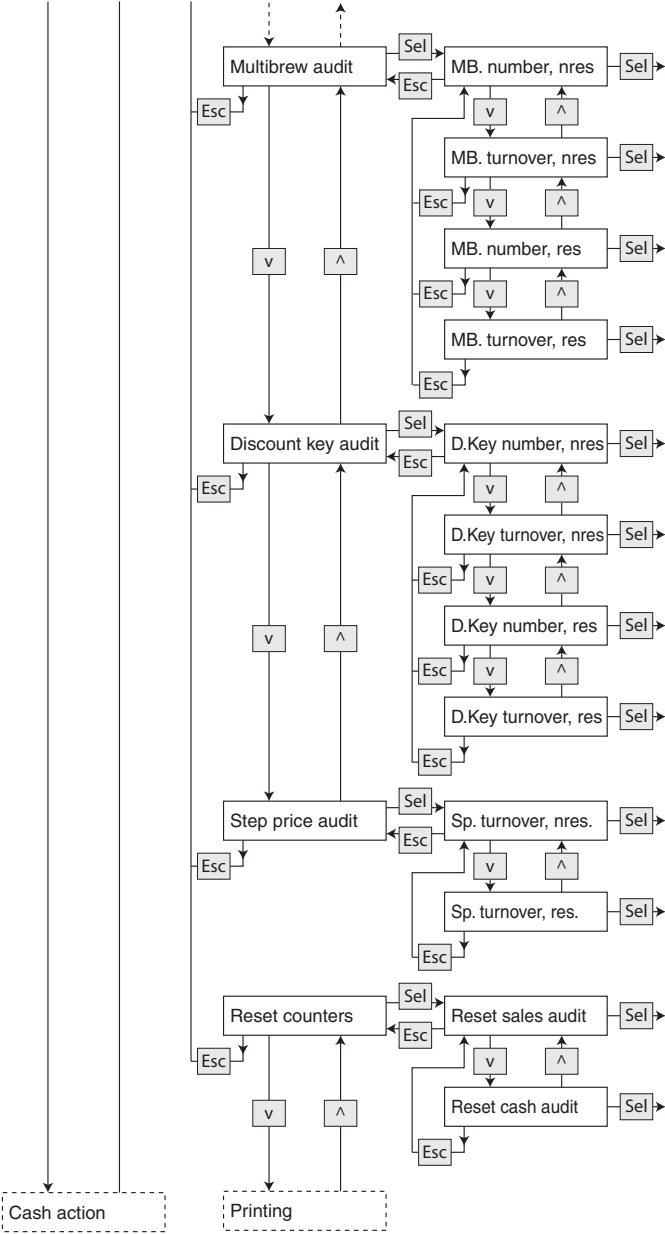 Sel
Multibrew audit
MB. number, nres
Sel
Esc
Esc
v
^
MB. turnover, nres
Sel
Esc
v
^
v
^
MB. number, res
Sel
Esc
v
^
MB. turnover, res
Sel
Esc
Sel
Discount key audit
D.Key number, nres
Sel
Esc
Esc
v
^
D.Key turnover, nres
Sel
Esc
v
^
v
^
D.Key number, res
Sel
Esc
v
^
D.Key turnover, res
Sel
Esc
Sel
Step price audit
Sp. turnover, nres.
Sel
Esc
Esc
v
^
Sp. turnover, res.
Sel
Esc
Sel
Reset counters
Reset sales audit
Sel
Esc
Esc
v
^
v
^
Reset cash audit
Sel
Esc
Cash action
Printing